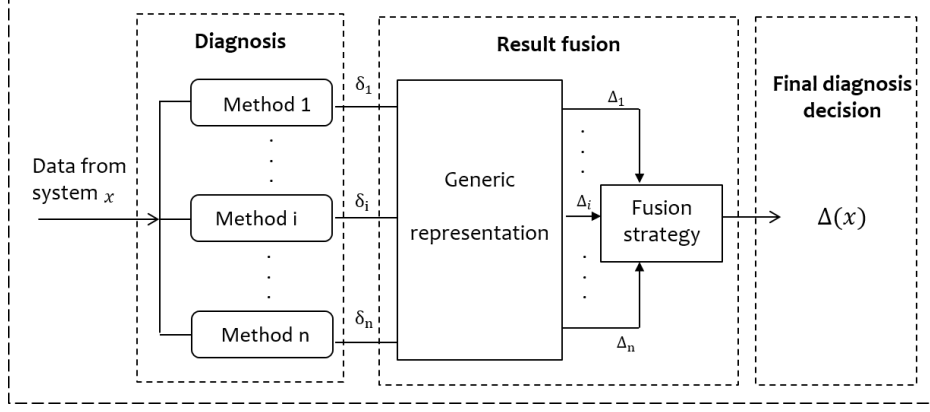 Diagnosis
Result fusion
Final diagnosis
decision
Data from
system x
Method 1
Method i
Method n
δ1
δi
δn
Generic
representation
Δ1
Δi
Δn
Fusion
strategy
Δ(x)